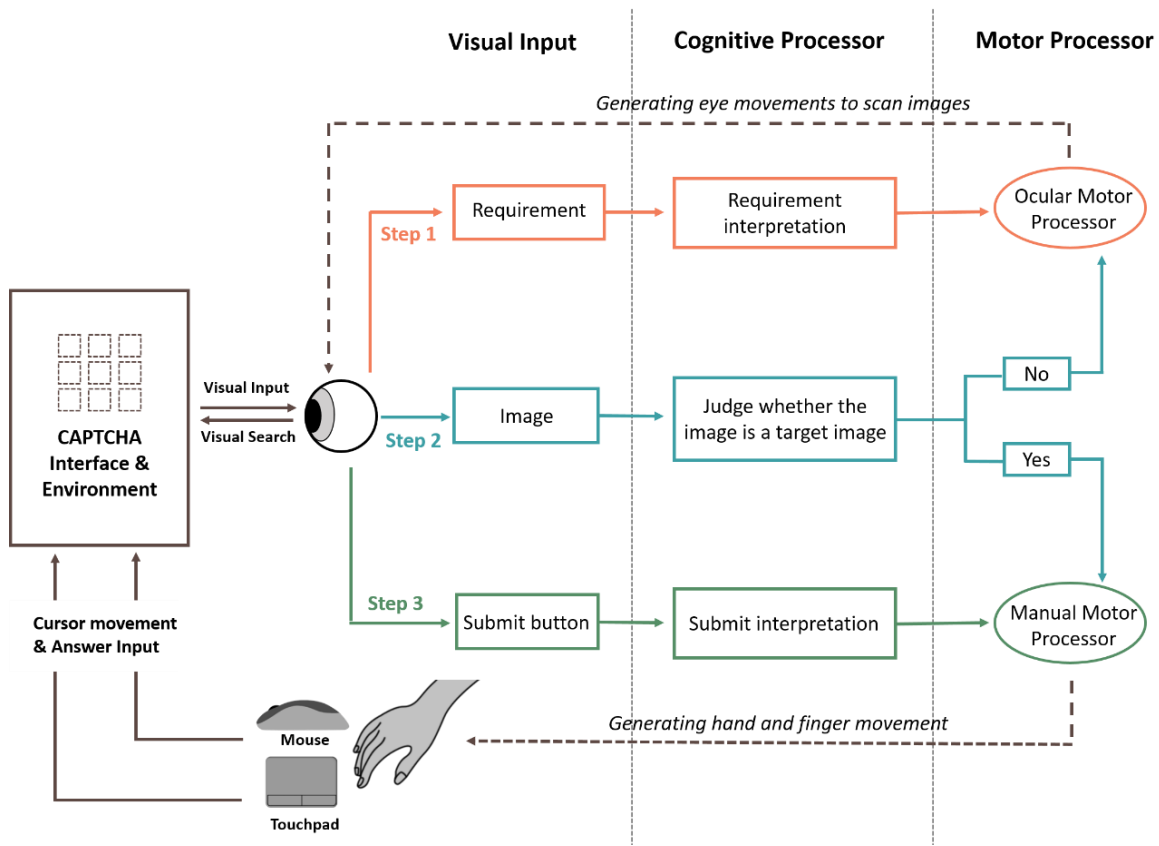 Visual Input
Cognitive Processor
Motor Processor
Generating eye movements to scan images
Step 1
Requirement
Requirement
interpretation
Ocular Motor
Processor
CAPTCHA
Interface &
Environment
Visual Input
Visual Search
Step 2
Image
Judge whether the
image is a target image
No
Yes
Step 3
Submit button
Submit interpretation
Manual Motor
Processor
Cursor movement
& Answer Input
Generating hand and finger movement
Mouse
Touchpad